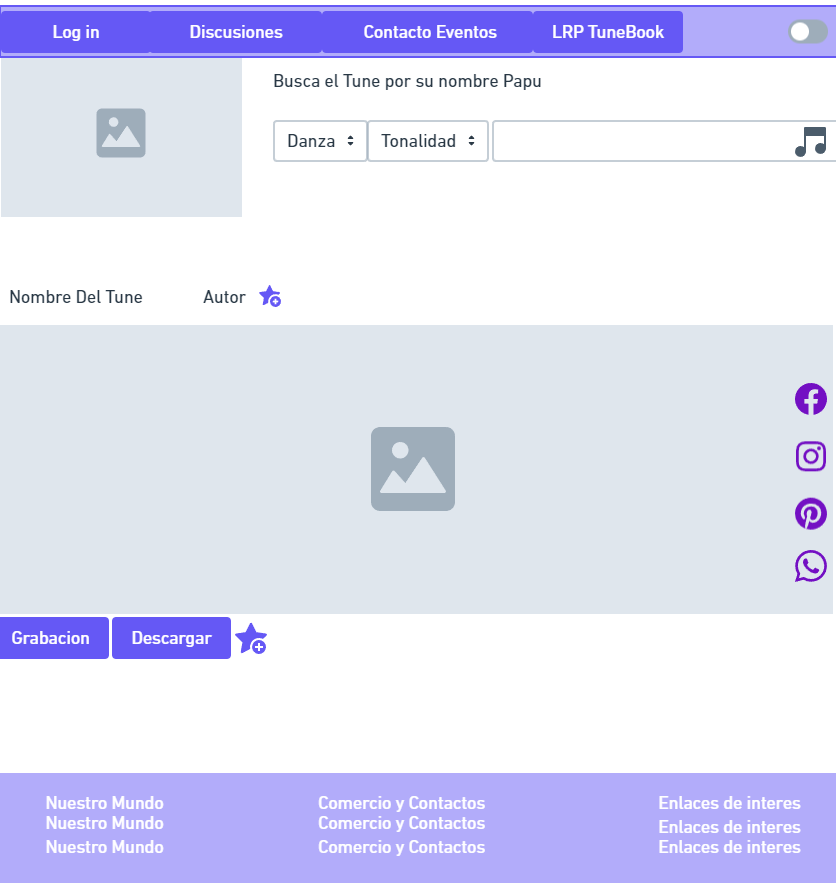 Log in Discusiones Contacto Eventos LRP TuneBook
Busca el Tune por su nombre Papu
Danza Tonalidad
Nombre Del Tune Autor
Grabacion Descargar
Nuestro Mundo Comercio y Contactos Enlaces de interes
Nuestro Mundo Comercio y Contactos Enlaces de interes
Nuestro Mundo Comercio y Contactos Enlaces de interes